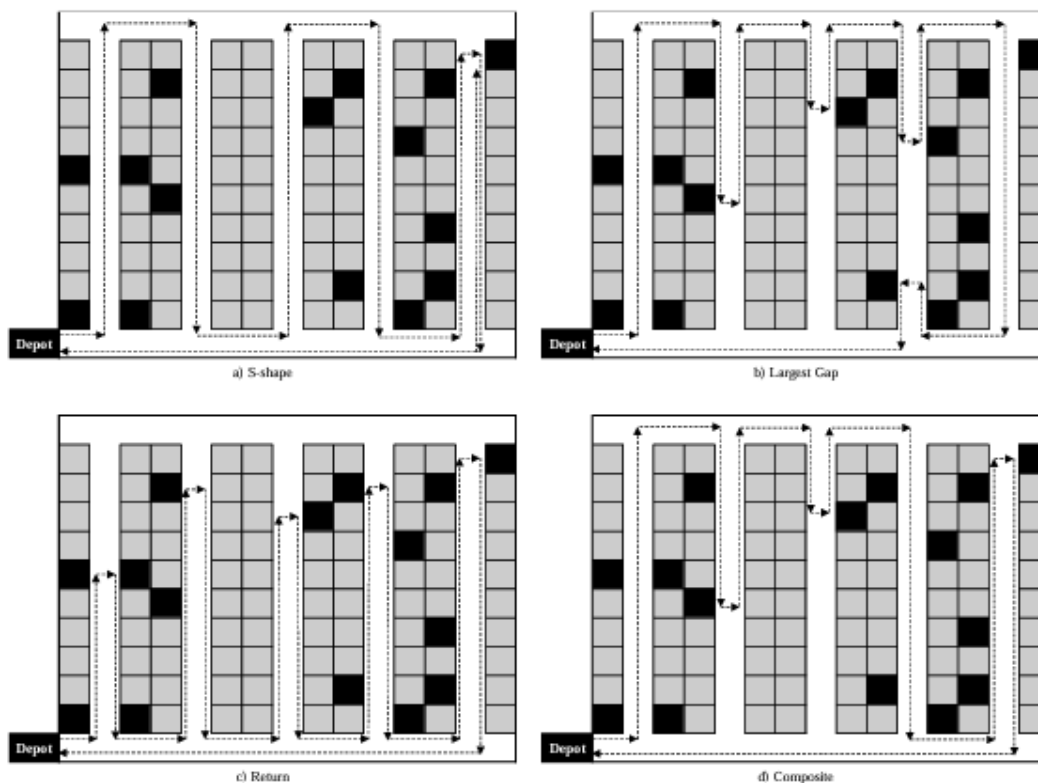 Depot
Depot
a) S-shape
b) Largest Gap
Depot
Depot
c) Return
d) Composite